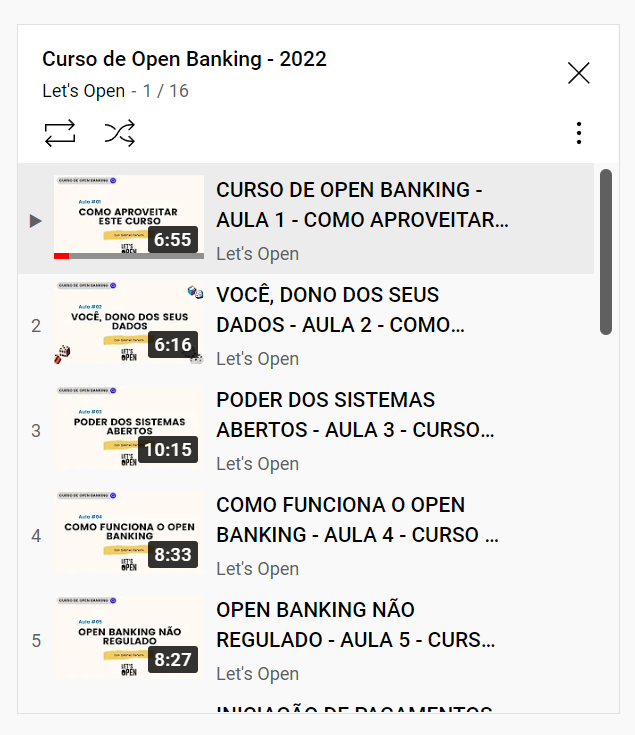 Curso de Open Banking - 2022
Let's Open - 1 / 16
CURSO DE OPEN BANKING
Aula #01
COMO APROVEITAR
ESTE CURSO
LET'S
OPEN
6:55
CURSO DE OPEN BANKING -
AULA 1 - COMO APROVEITAR...
Let's Open
2
CURSO DE OPEN BANKING
Aula #02
VOCÊ, DONO DOS SEUS
DADOS
LET'S
OPEN
6:16
VOCÊ, DONO DOS SEUS
DADOS - AULA 2 - COMO...
Let's Open
3
CURSO DE OPEN BANKING
Aula #03
PODER DOS SISTEMAS
ABERTOS
LET'S
OPEN
10:15
PODER DOS SISTEMAS
ABERTOS - AULA 3 - CURSO...
Let's Open
4
CURSO DE OPEN BANKING
Aula #04
COMO FUNCIONA O OPEN
BANKING
LET'S
OPEN
8:33
COMO FUNCIONA O OPEN
BANKING - AULA 4 - CURSO ...
Let's Open
5
CURSO DE OPEN BANKING
Aula #05
OPEN BANKING NÃO
REGULADO
LET'S
OPEN
8:27
OPEN BANKING NÃO
REGULADO - AULA 5 - CURS...
Let's Open
INICIAÇÃO DE PAGAMENTOS